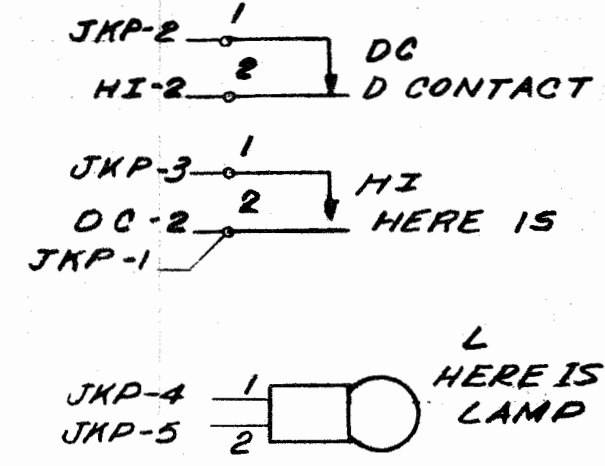 JKP-2 1
DC
HI-2 2 D CONTACT
JKP-3 1
HI
DC-2 2 HERE IS
JKP-1
L
HERE IS
JKP-4 1
LAMP
JKP-5 2